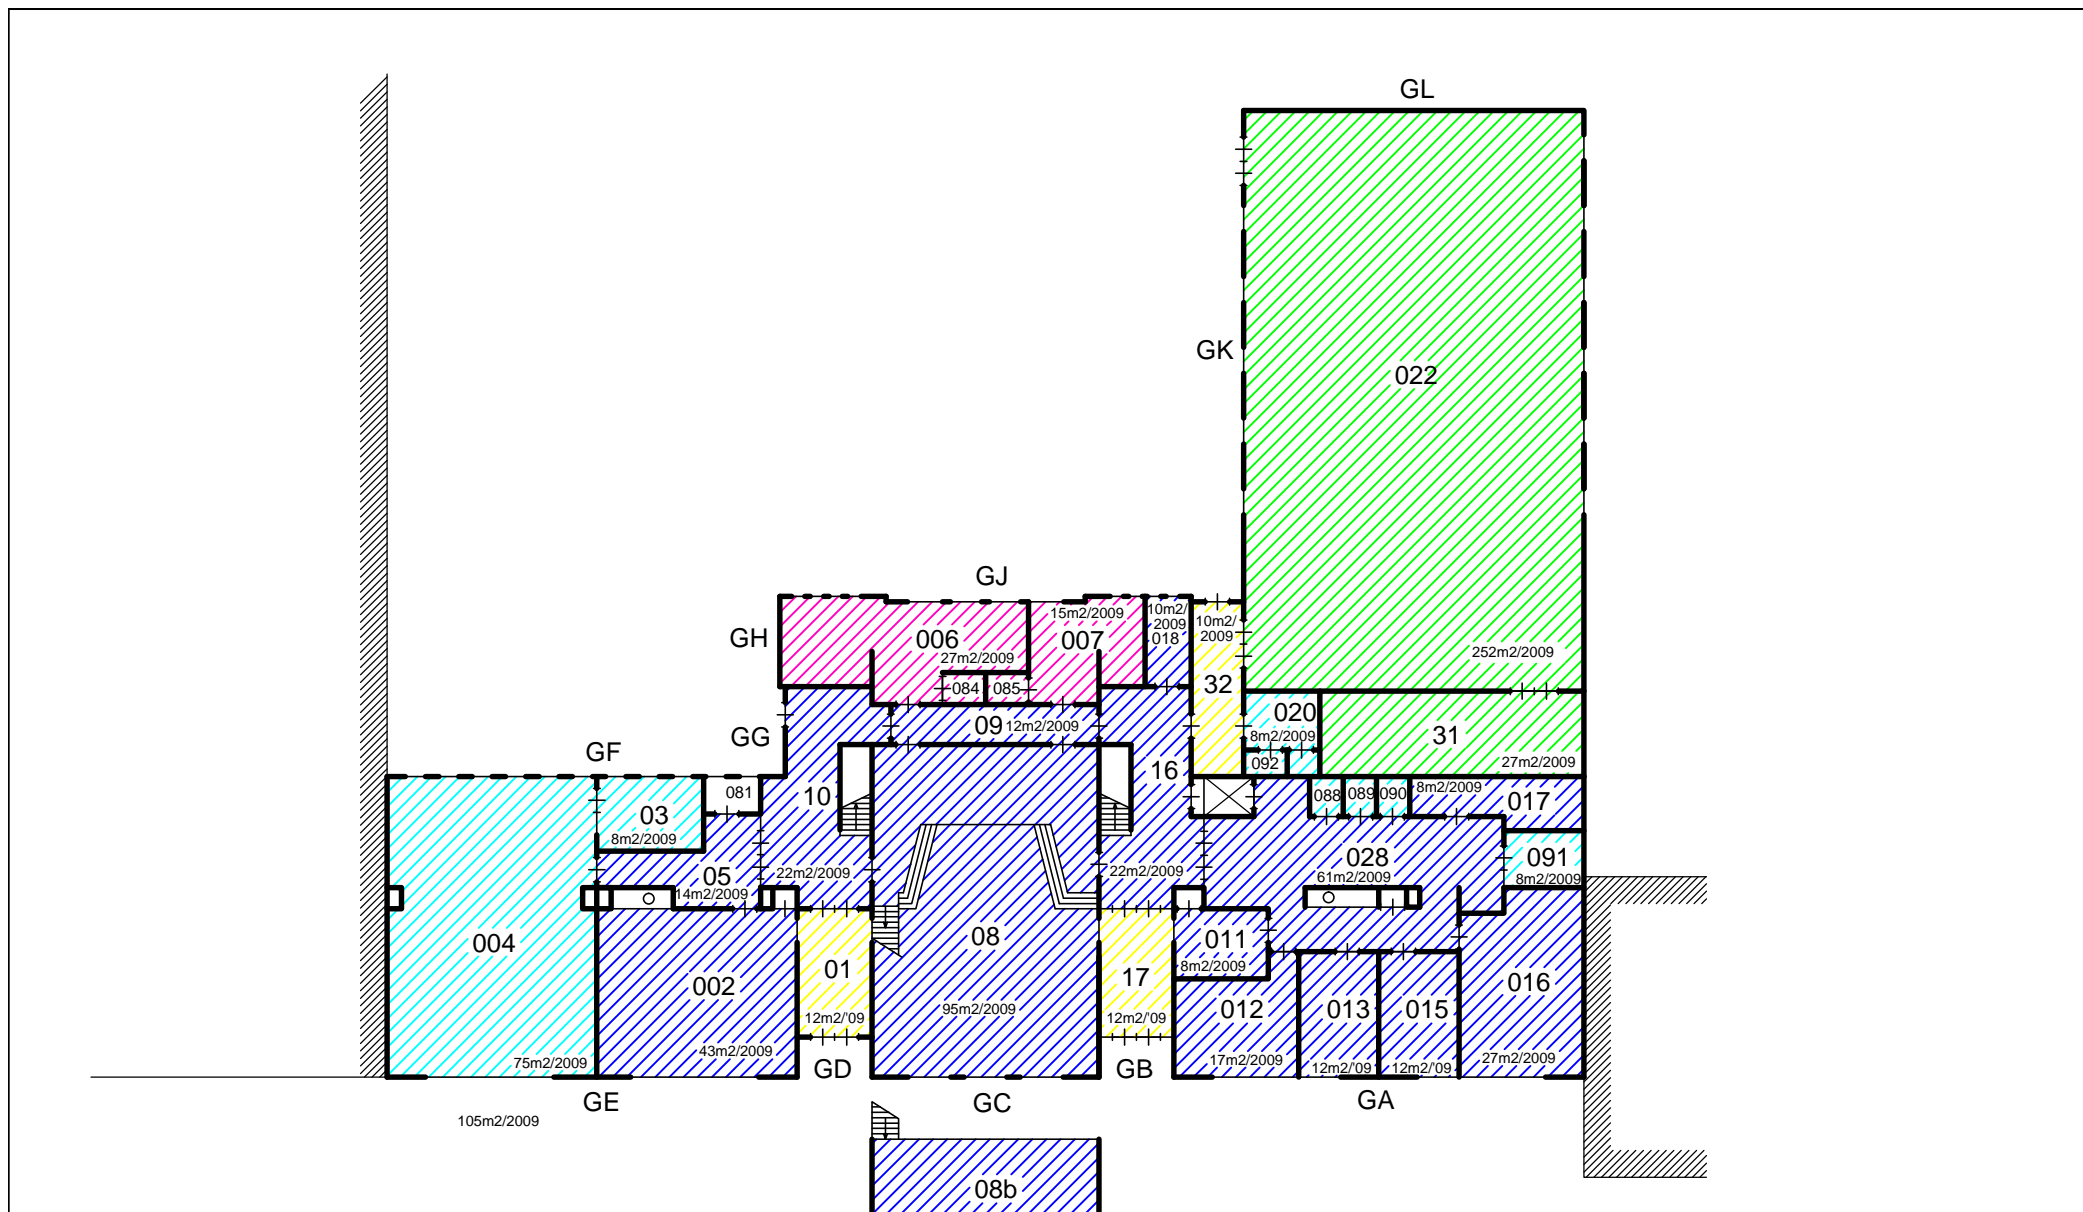 GL
GK
022
GJ
15m2/2009
10m2/
2009
018
10m2/
2009
GH
006
007
27m2/2009
252m2/2009
084
085
32
020
8m2/2009
31
27m2/2009
GG
09
12m2/2009
GF
092
16
081
10
088
089
090
8m2/2009
017
03
8m2/2009
05
14m2/2009
22m2/2009
22m2/2009
028
61m2/2009
091
8m2/2009
004
002
01
08
17
011
8m2/2009
012
013
015
016
95m2/2009
12m2/'09
12m2/'09
75m2/2009
43m2/2009
17m2/2009
12m2/'09
12m2/'09
27m2/2009
GE
GD
GC
GB
GA
105m2/2009
08b